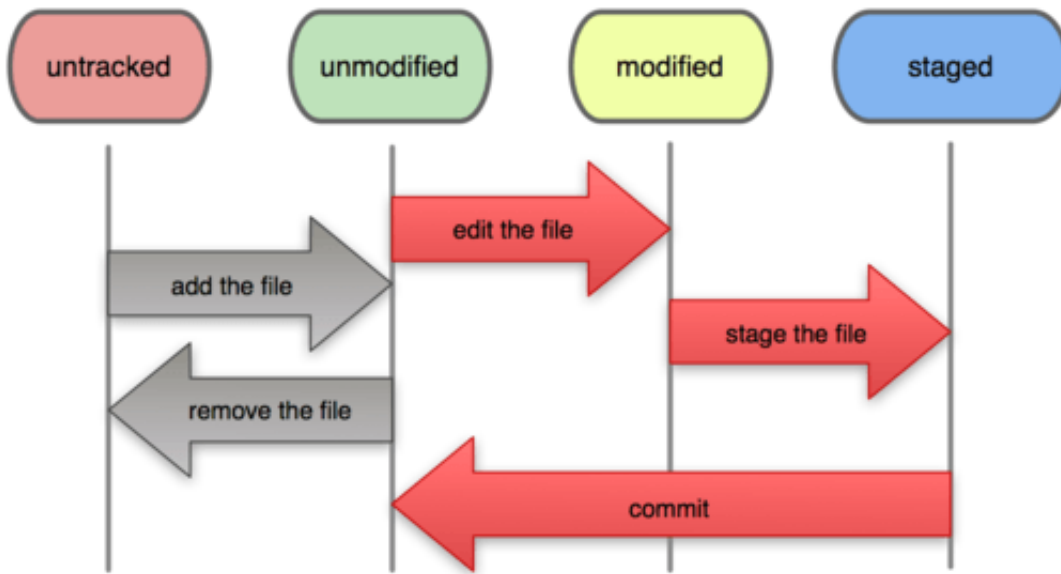 untracked
unmodified
modified
staged
edit the file
add the file
stage the file
remove the file
commit